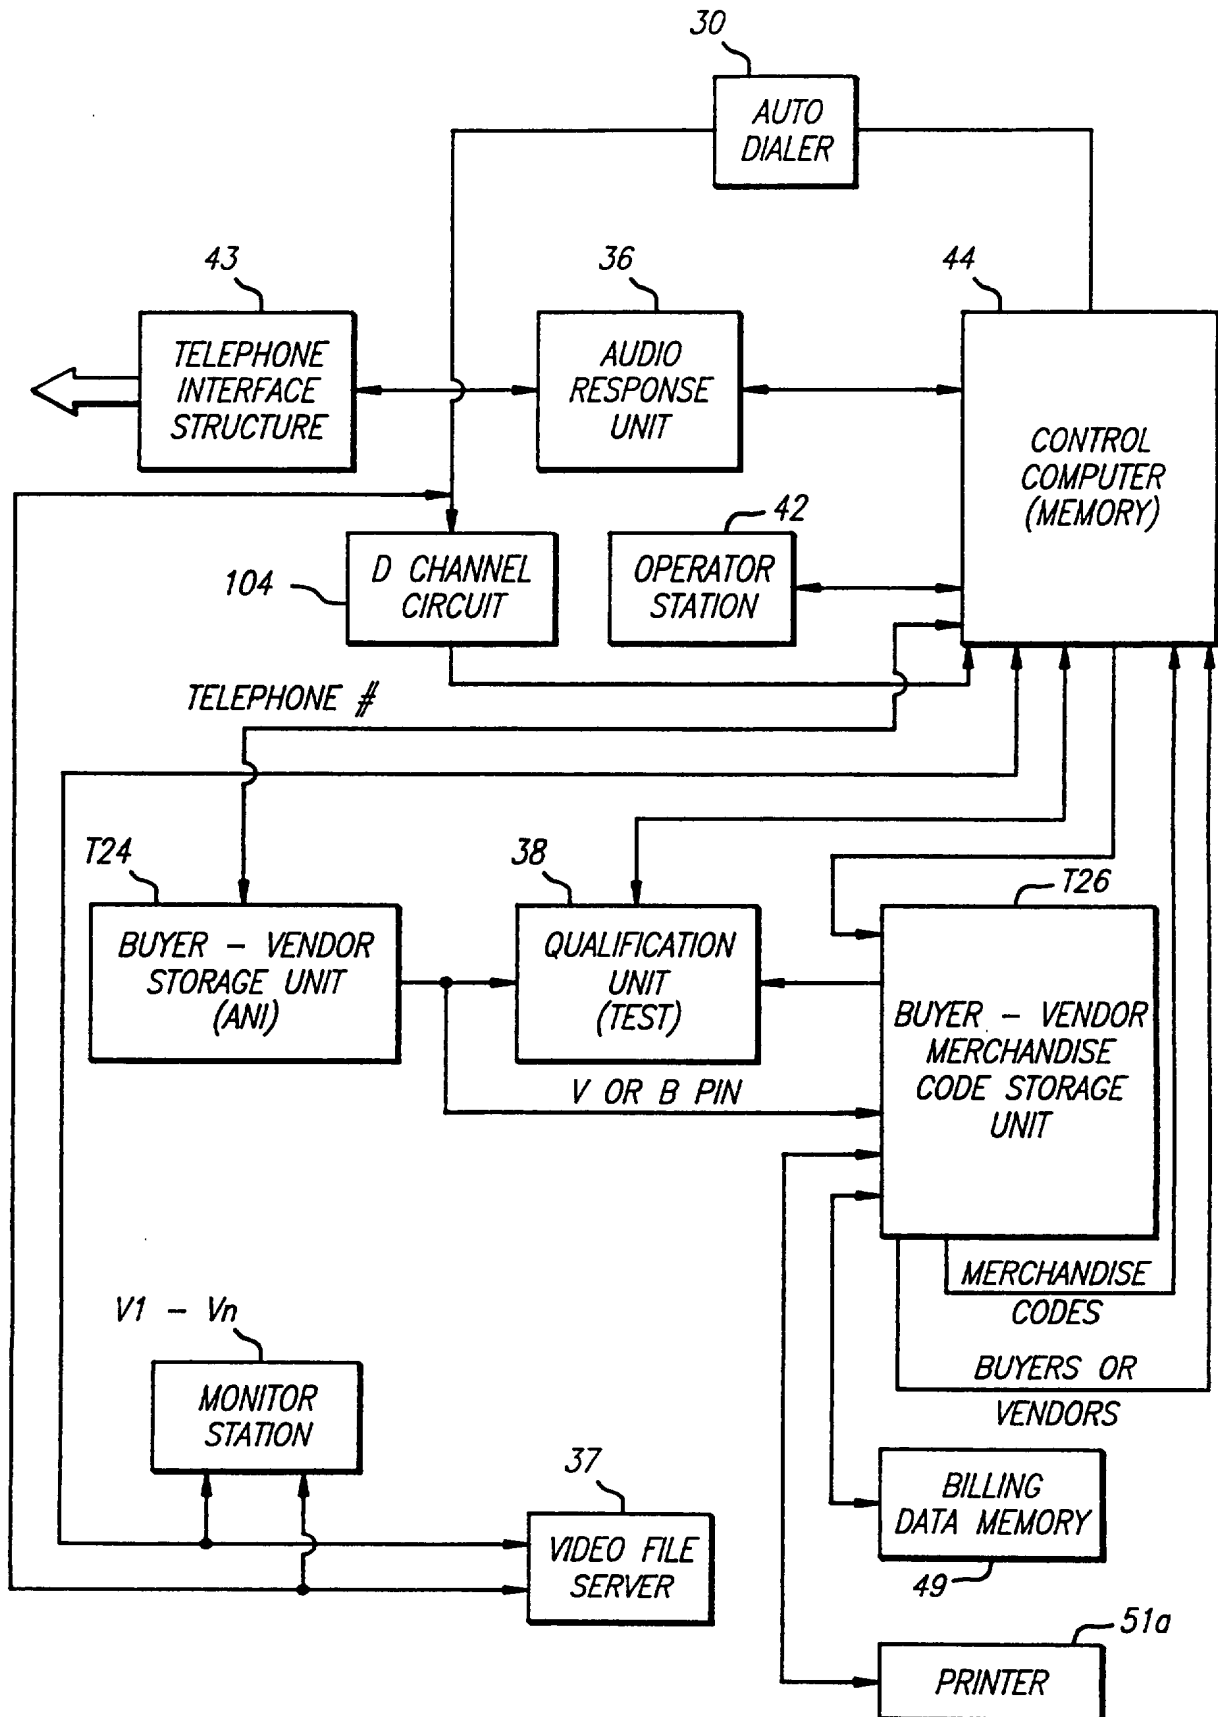 30
AUTO
DIALER
43
36
44
TELEPHONE
INTERFACE
STRUCTURE
AUDIO
RESPONSE
UNIT
CONTROL
COMPUTER
(MEMORY)
42
104
D CHANNEL
CIRCUIT
OPERATOR
STATION
TELEPHONE #
T24
38
T26
BUYER – VENDOR
STORAGE UNIT
(ANI)
QUALIFICATION
UNIT
(TEST)
BUYER – VENDOR
MERCHANDISE
CODE STORAGE
UNIT
V OR B PIN
MERCHANDISE
CODES
BUYERS OR
VENDORS
V1 – Vn
MONITOR
STATION
37
VIDEO FILE
SERVER
BILLING
DATA MEMORY
49
51a
PRINTER